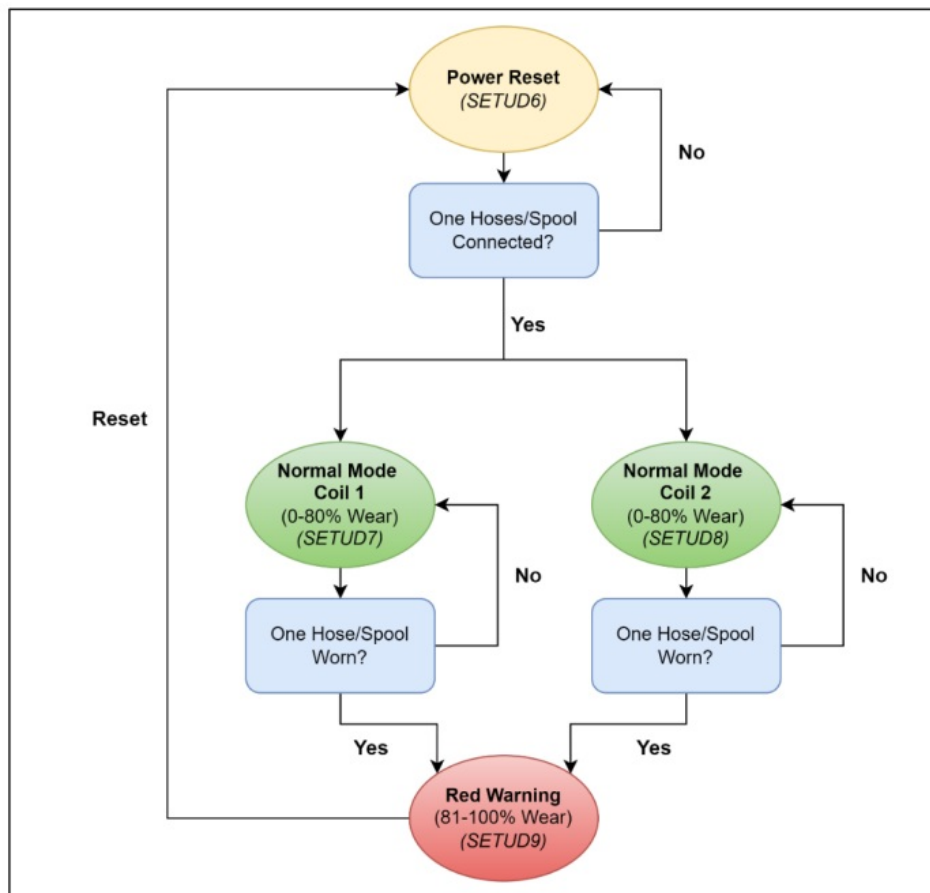 Power Reset
(SETUD6)
No
One Hoses/Spool
Connected?
Yes
Reset
Normal Mode
Coil 1
(0-80% Wear)
(SETUD7)
No
Normal Mode
Coil 2
(0-80% Wear)
(SETUD8)
No
One Hose/Spool
Worn?
One Hose/Spool
Worn?
Yes
Yes
Red Warning
(81-100% Wear)
(SETUD9)